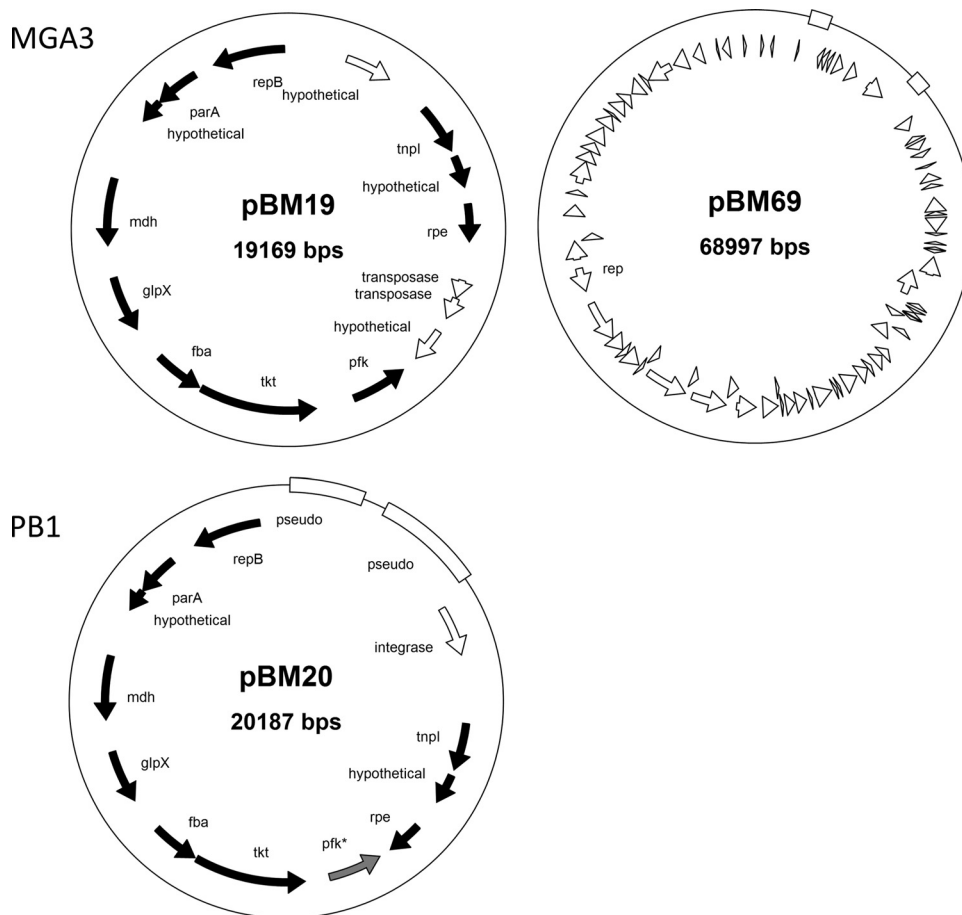 MGA3
repB
hypothetical
parA
hypothetical
tnpI
hypothetical
mdh
pBM19
19169 bps
rpe
glpX
transposase
transposase
hypothetical
fba
tkt
pfk
pBM69
68997 bps
rep
PB1
pseudo
repB
pseudo
parA
hypothetical
integrase
mdh
pBM20
20187 bps
tnpI
glpX
hypothetical
rpe
fba
tkt
pfk*